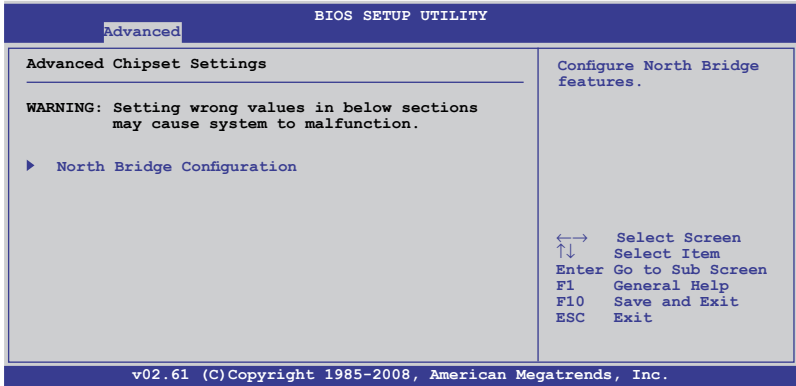 BIOS SETUP UTILITY
Advanced
Advanced Chipset Settings
WARNING: Setting wrong values in below sections
may cause system to malfunction.
North Bridge Configuration
Configure North Bridge
features.
←→ Select Screen
↑↓ Select Item
Enter Go to Sub Screen
F1 General Help
F10 Save and Exit
ESC Exit
v02.61 (C)Copyright 1985-2008, American Megatrends, Inc.